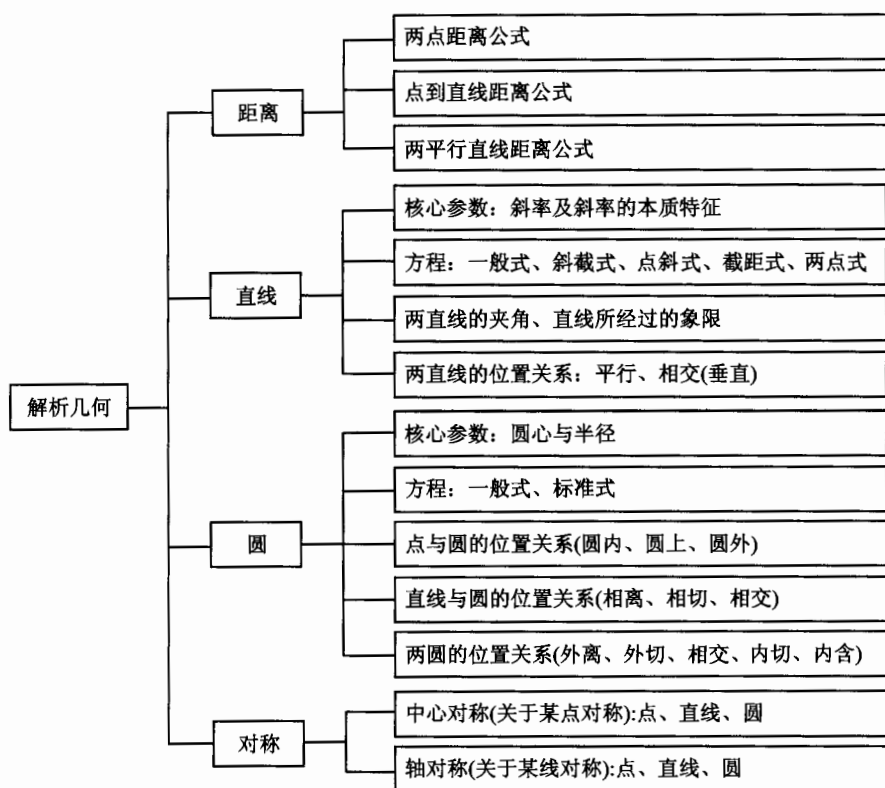 解析几何
距离
两点距离公式
点到直线距离公式
两平行直线距离公式
直线
核心参数：斜率及斜率的本质特征
方程：一般式、斜截式、点斜式、截距式、两点式
两直线的夹角、直线所经过的象限
两直线的位置关系：平行、相交(垂直)
圆
核心参数：圆心与半径
方程：一般式、标准式
点与圆的位置关系(圆内、圆上、圆外)
直线与圆的位置关系(相离、相切、相交)
两圆的位置关系(外离、外切、相交、内切、内含)
对称
中心对称(关于某点对称):点、直线、圆
轴对称(关于某线对称):点、直线、圆